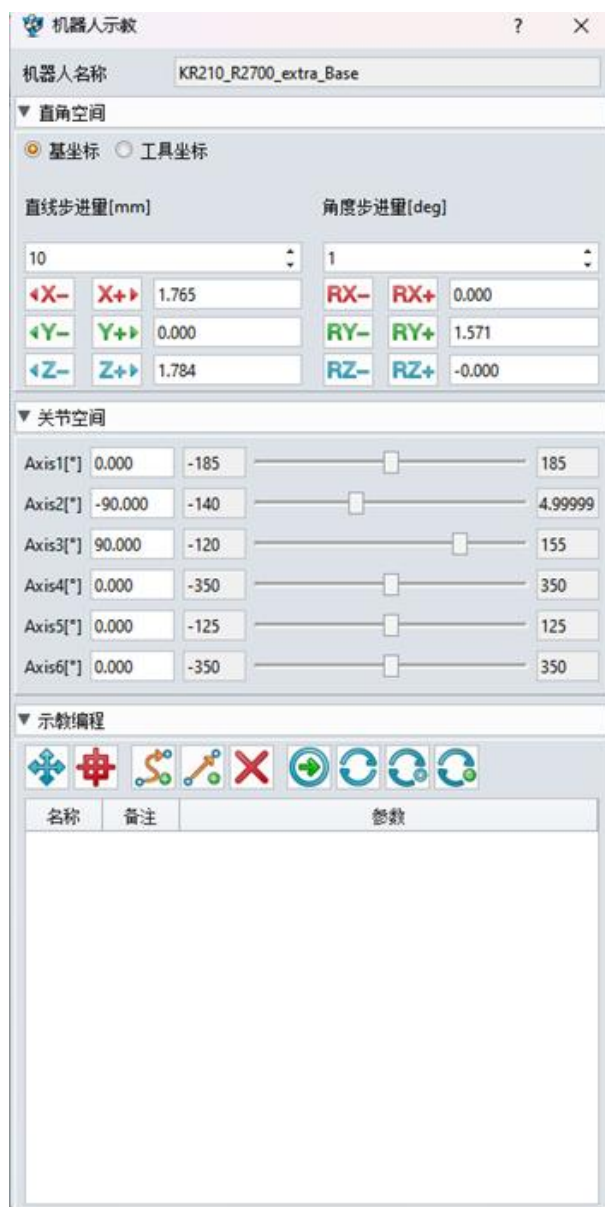 机器人示教 ? ×
机器人名称 KR210_R2700_extra_Base
▼ 直角空间
基坐标 工具坐标
直线步进量[mm] 角度步进量[deg]
10 1
X- X+ 1.765 RX- RX+ 0.000
Y- Y+ 0.000 RY- RY+ 1.571
Z- Z+ 1.784 RZ- RZ+ -0.000
▼ 关节空间
Axis1[°] 0.000 -185 185
Axis2[°] -90.000 -140 4.99999
Axis3[°] 90.000 -120 155
Axis4[°] 0.000 -350 350
Axis5[°] 0.000 -125 125
Axis6[°] 0.000 -350 350
▼ 示教编程
名称 备注 参数